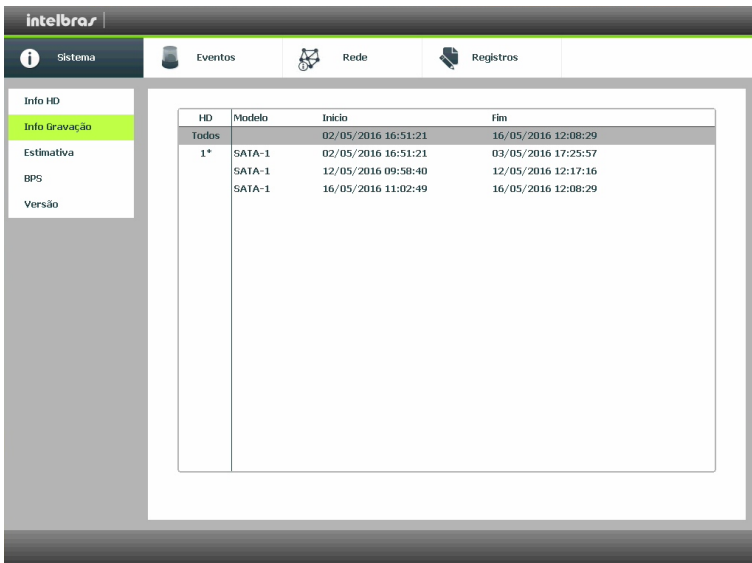 intelbras
Sistema Eventos Rede Registros
Info HD
Info Gravação
Estimativa
BPS
Versão
HD Modelo Inicio Fim
Todos 02/05/2016 16:51:21 16/05/2016 12:08:29
1* SATA-1 02/05/2016 16:51:21 03/05/2016 17:25:57
SATA-1 12/05/2016 09:58:40 12/05/2016 12:17:16
SATA-1 16/05/2016 11:02:49 16/05/2016 12:08:29